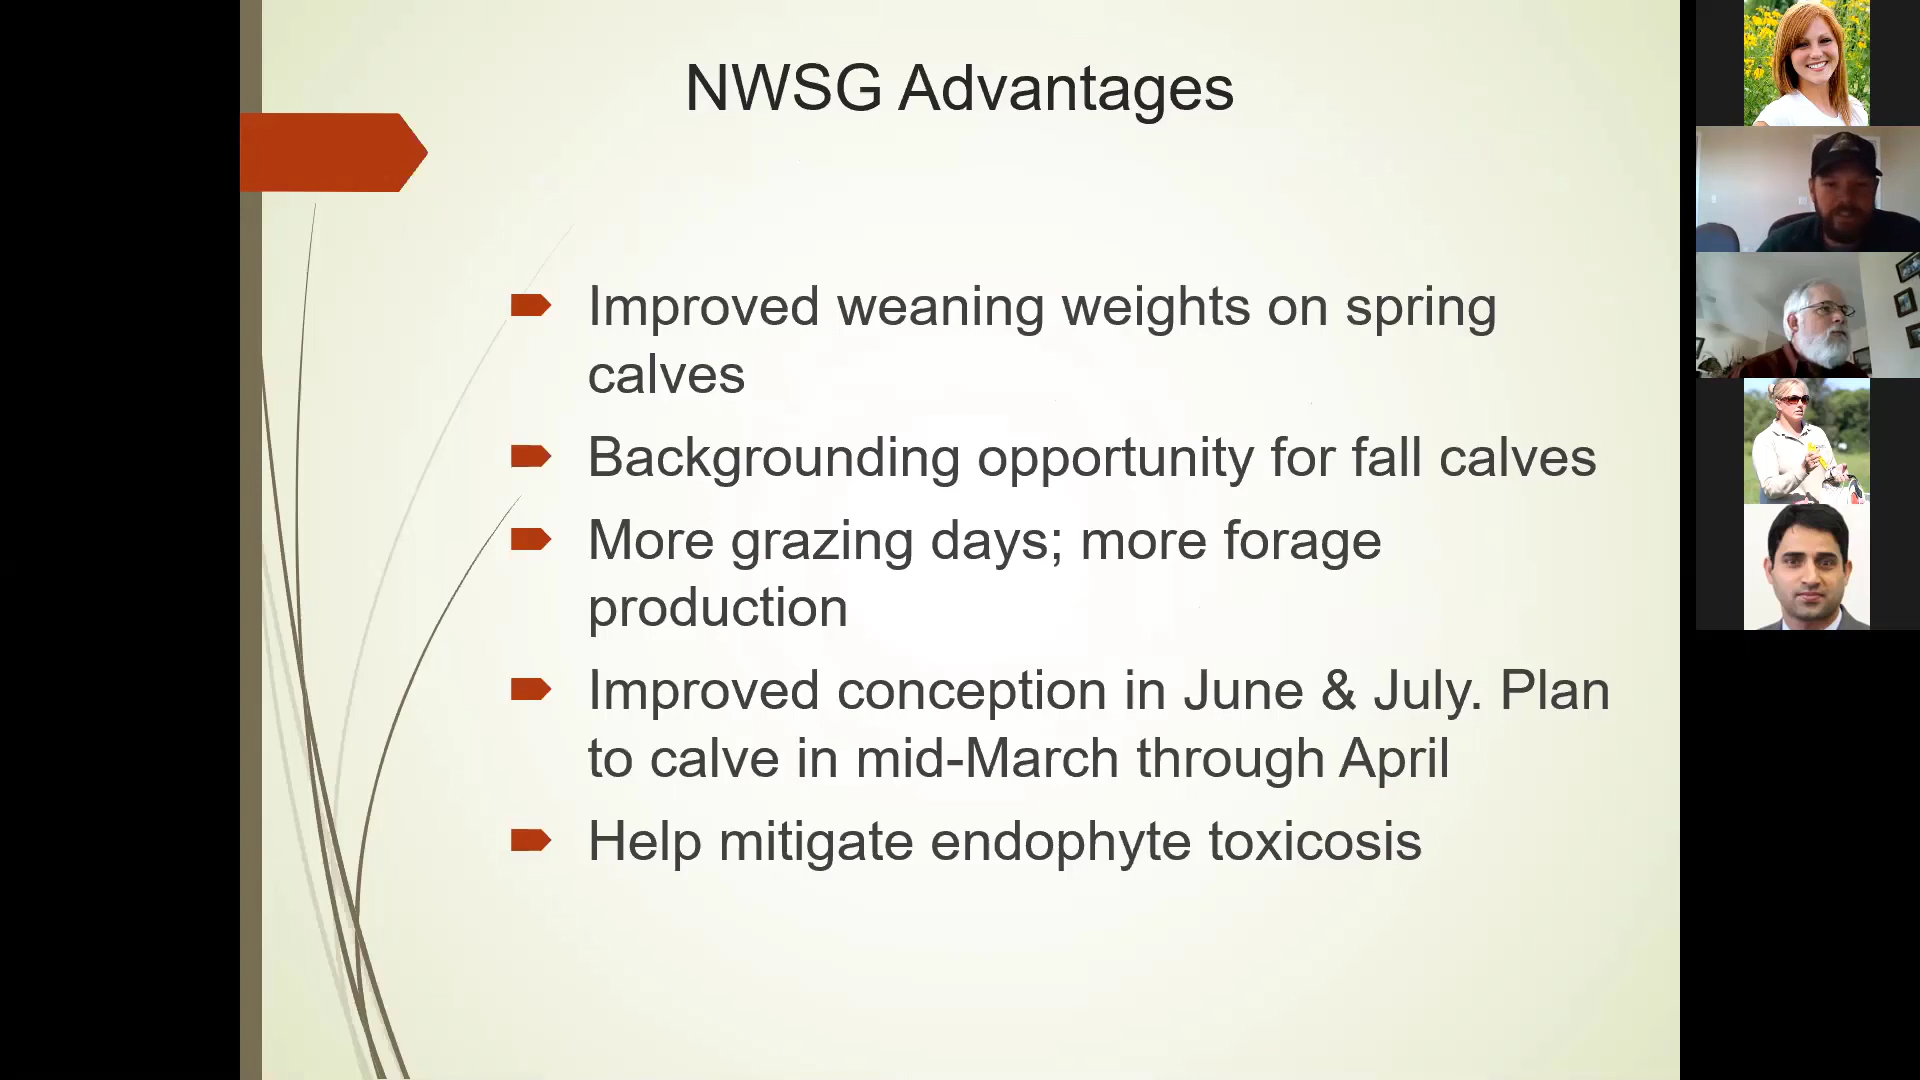 NWSG Advantages
Improved weaning weights on spring
calves
Backgrounding opportunity for fall calves
More grazing days; more forage
production
Improved conception in June & July. Plan
to calve in mid-March through April
Help mitigate endophyte toxicosis